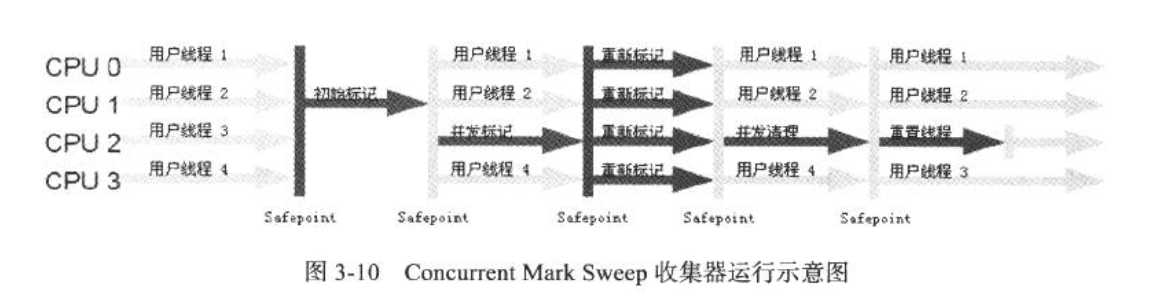 CPU 0 用户线程 1 用户线程 1 重新标记 用户线程 1 用户线程 1
CPU 1 用户线程 2 初始标记 用户线程 2 重新标记 用户线程 2 用户线程 2
CPU 2 用户线程 3 并发标记 重新标记 并发清理 重置线程
CPU 3 用户线程 4 用户线程 4 重新标记 用户线程 4 用户线程 3
Safepoint Safepoint Safepoint Safepoint Safepoint
图 3-10 Concurrent Mark Sweep 收集器运行示意图